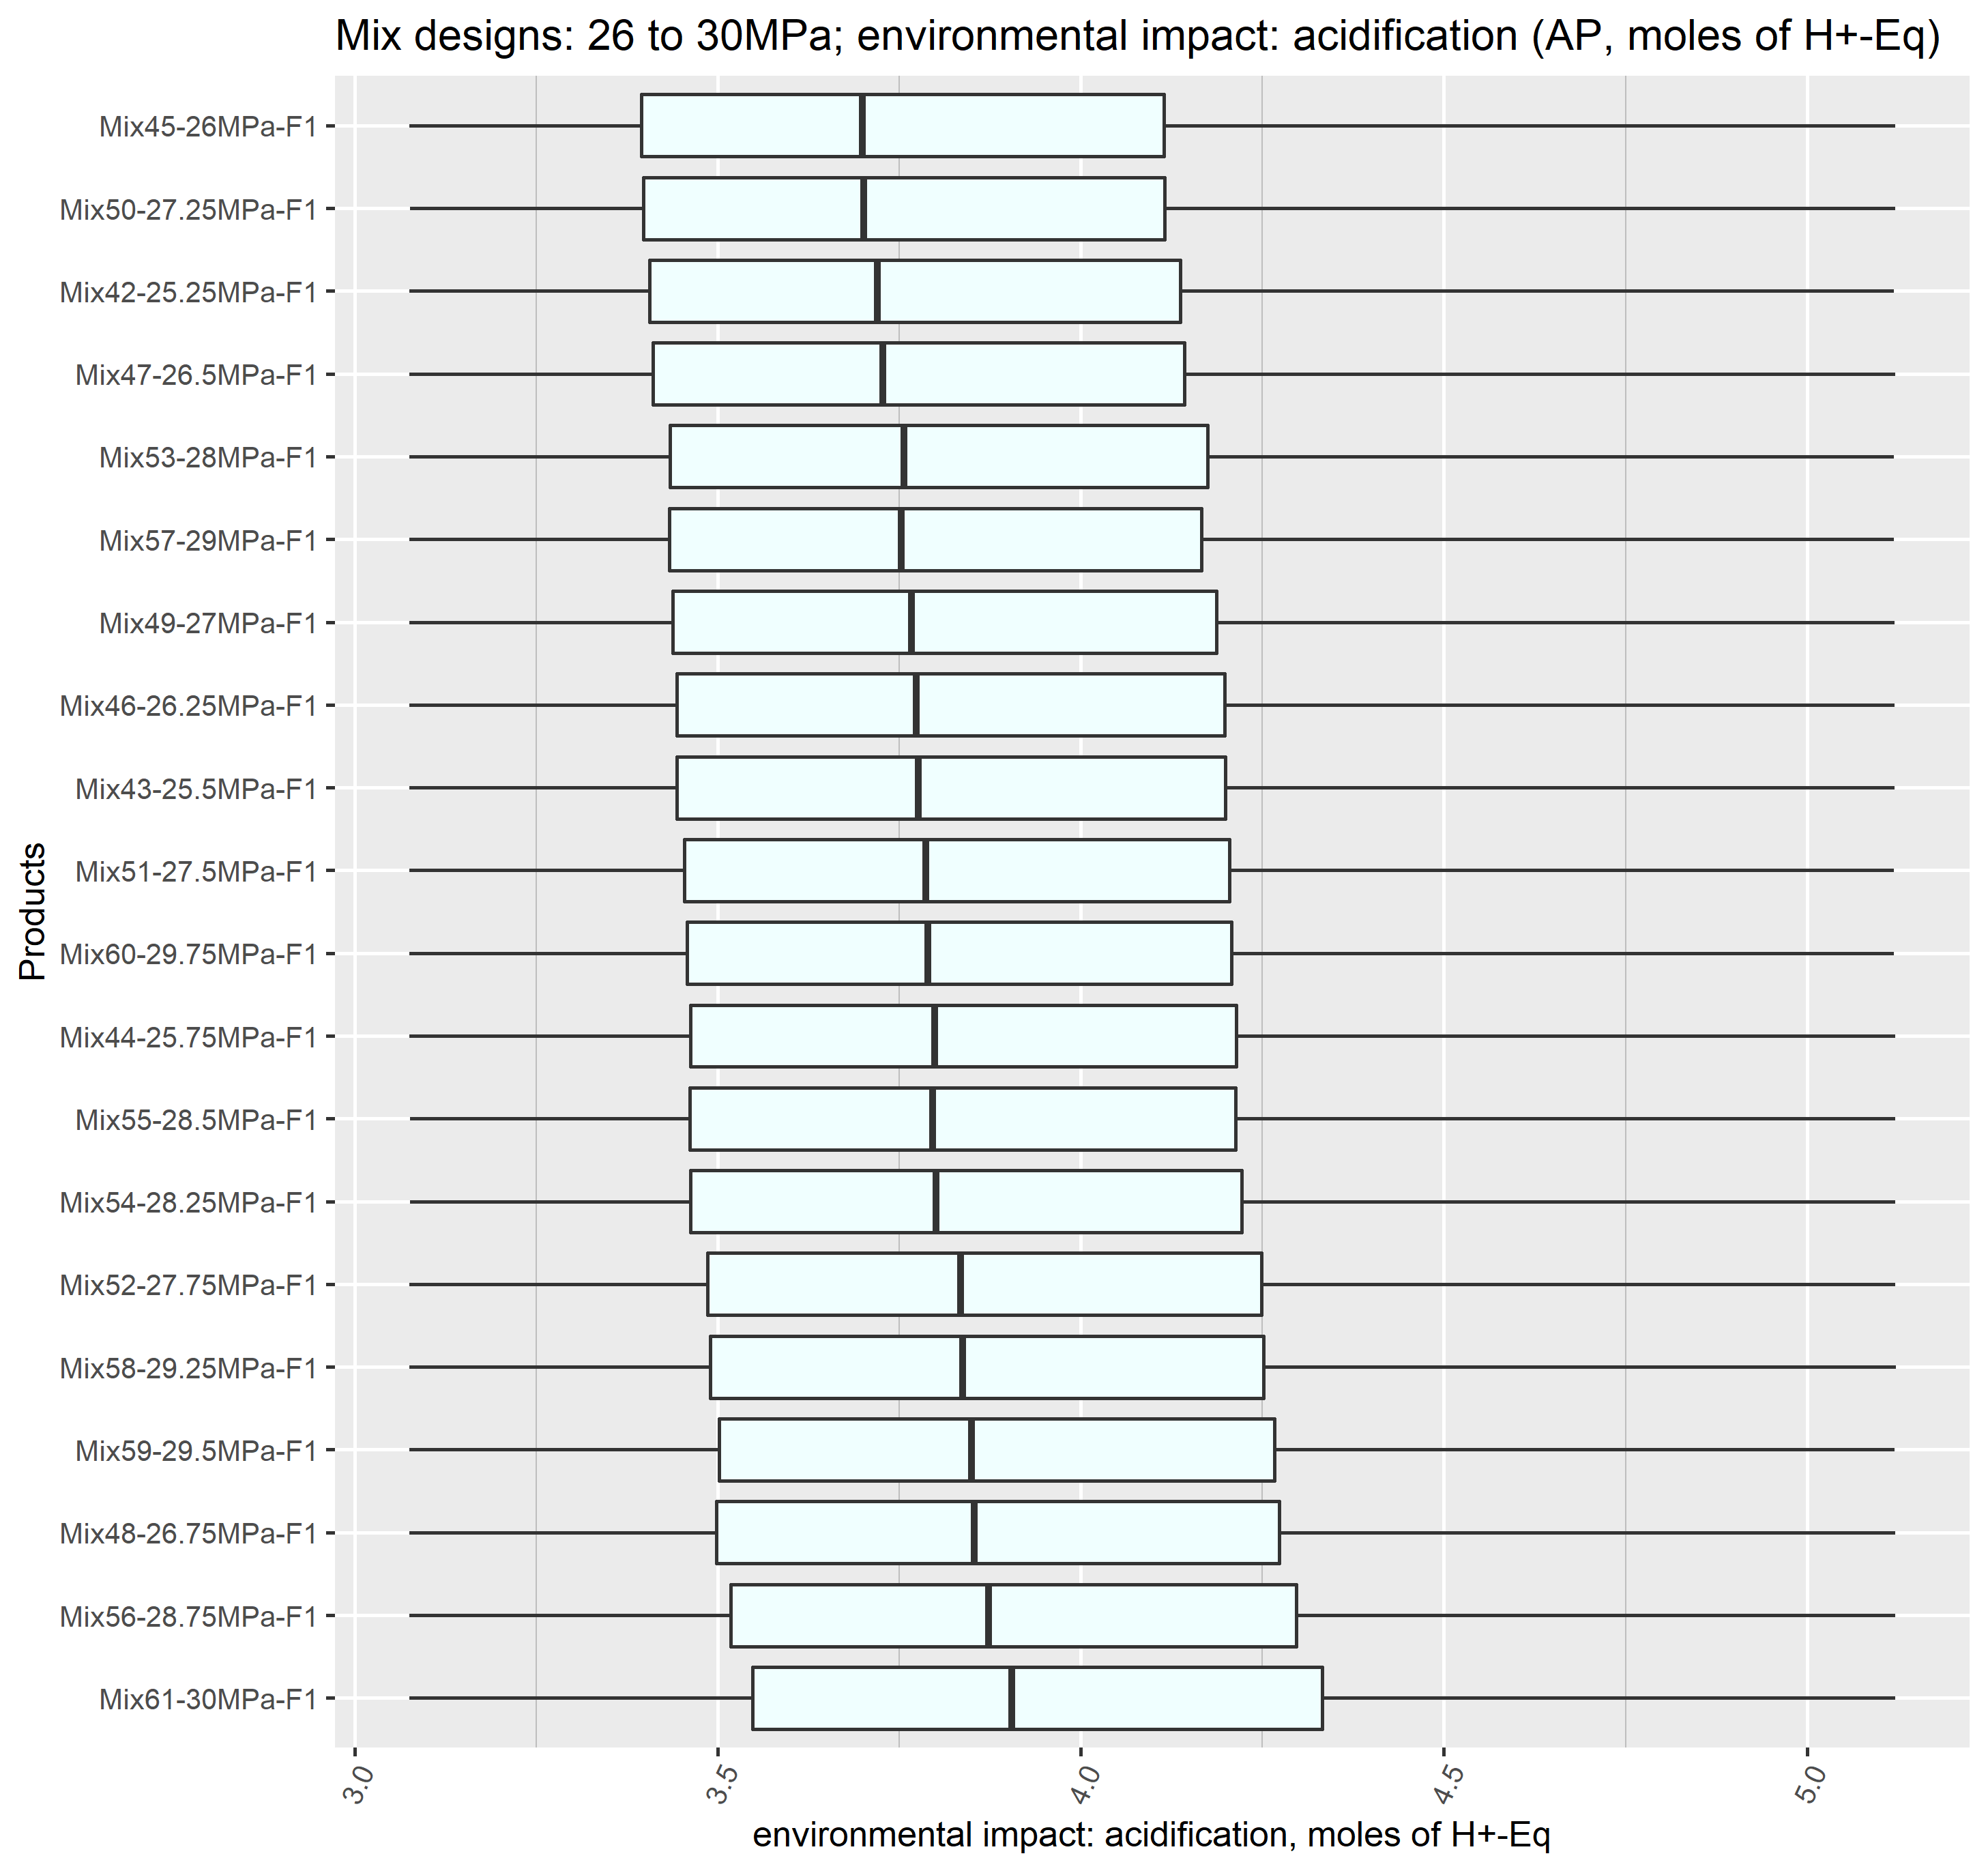 Mix designs: 26 to 30MPa; environmental impact: acidification (AP, moles of H+-Eq)
Products
Mix45-26MPa-F1
Mix50-27.25MPa-F1
Mix42-25.25MPa-F1
Mix47-26.5MPa-F1
Mix53-28MPa-F1
Mix57-29MPa-F1
Mix49-27MPa-F1
Mix46-26.25MPa-F1
Mix43-25.5MPa-F1
Mix51-27.5MPa-F1
Mix60-29.75MPa-F1
Mix44-25.75MPa-F1
Mix55-28.5MPa-F1
Mix54-28.25MPa-F1
Mix52-27.75MPa-F1
Mix58-29.25MPa-F1
Mix59-29.5MPa-F1
Mix48-26.75MPa-F1
Mix56-28.75MPa-F1
Mix61-30MPa-F1
3.0 3.5 4.0 4.5 5.0
environmental impact: acidification, moles of H+-Eq